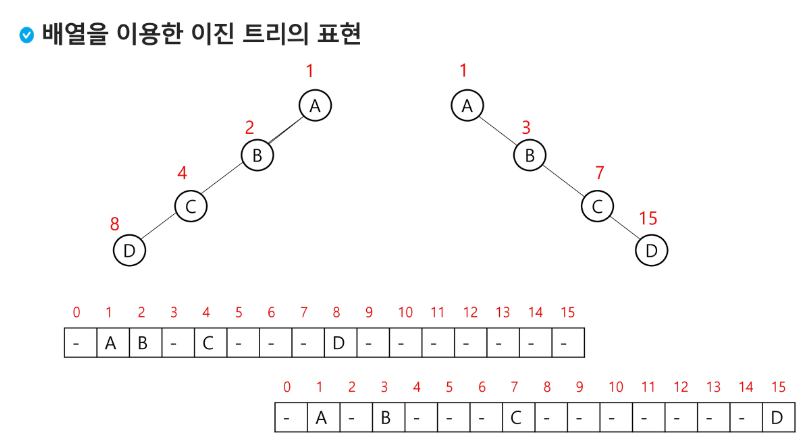 배열을 이용한 이진 트리의 표현
1 1
A A
2 3
B B
4 7
C C
8 15
D D
0 1 2 3 4 5 6 7 8 9 10 11 12 13 14 15
- A B - C - - - D - - - - - - -
0 1 2 3 4 5 6 7 8 9 10 11 12 13 14 15
- A - B - - - C - - - - - - - D